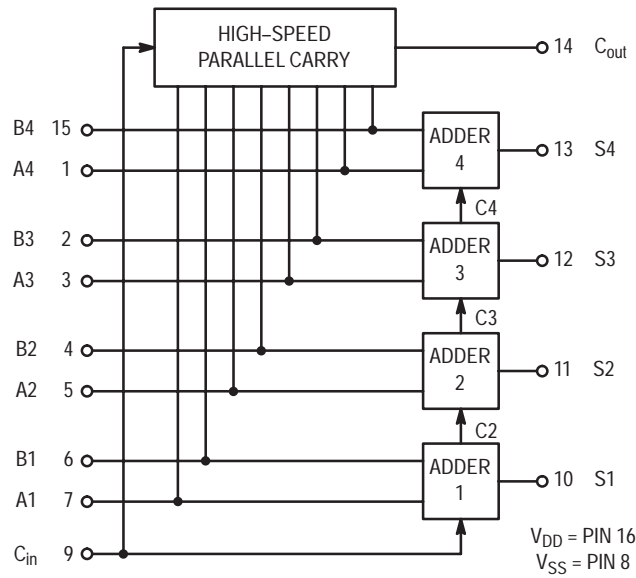 HIGH–SPEED
PARALLEL CARRY
14 Cout
B4 15
A4 1
ADDER
4
13 S4
C4
B3 2
A3 3
ADDER
3
12 S3
C3
B2 4
A2 5
ADDER
2
11 S2
C2
B1 6
A1 7
ADDER
1
10 S1
Cin 9
VDD = PIN 16
VSS = PIN 8